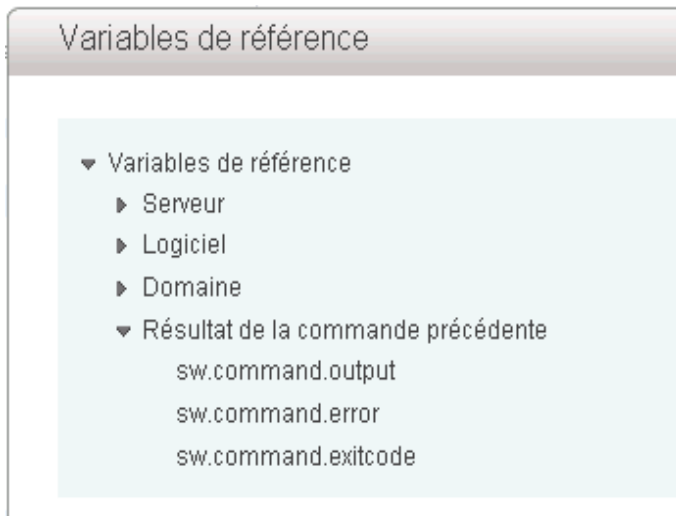 Variables de référence
Variables de référence
Serveur
Logiciel
Domaine
Résultat de la commande précédente
sw.command.output
sw.command.error
sw.command.exitcode